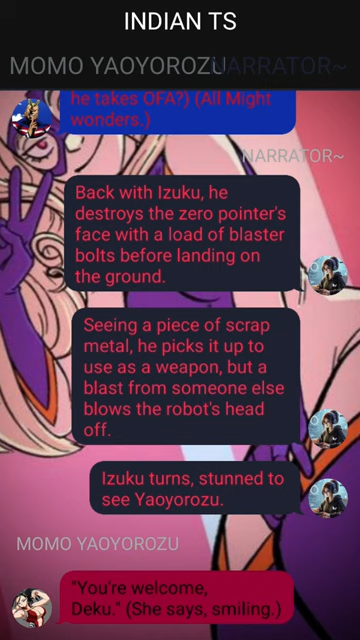 INDIAN TS
MOMO YAOYOROZU
NARRATOR~
he takes OFA?) (All Might
wonders.)
NARRATOR~
Back with Izuku, he
destroys the zero pointer's
face with a load of blaster
bolts before landing on
the ground.
Seeing a piece of scrap
metal, he picks it up to
use as a weapon, but a
blast from someone else
blows the robot's head
off.
Izuku turns, stunned to
see Yaoyorozu.
MOMO YAOYOROZU
"You're welcome,
Deku." (She says, smiling.)